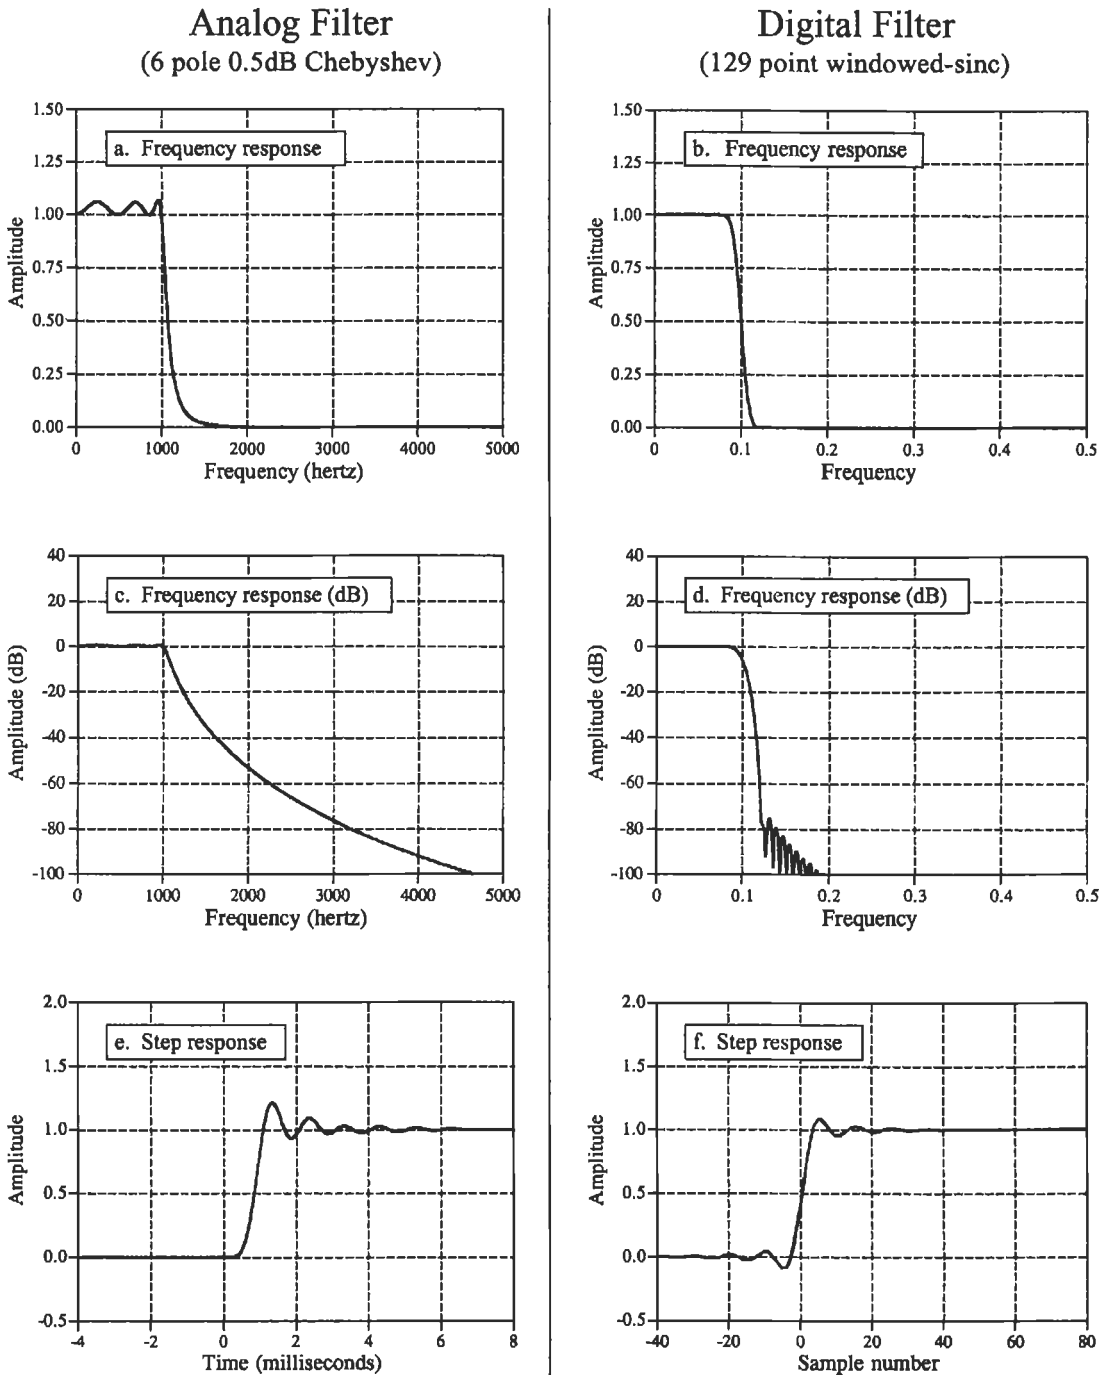 Analog Filter
(6 pole 0.5dB Chebyshev)
Digital Filter
(129 point windowed-sinc)
a. Frequency response
Amplitude
1.50
1.25
1.00
0.75
0.50
0.25
0.00
0 1000 2000 3000 4000 5000
Frequency (hertz)
b. Frequency response
Amplitude
1.50
1.25
1.00
0.75
0.50
0.25
0.00
0 0.1 0.2 0.3 0.4 0.5
Frequency
c. Frequency response (dB)
Amplitude (dB)
40
20
0
-20
-40
-60
-80
-100
0 1000 2000 3000 4000 5000
Frequency (hertz)
d. Frequency response (dB)
Amplitude (dB)
40
20
0
-20
-40
-60
-80
-100
0 0.1 0.2 0.3 0.4 0.5
Frequency
e. Step response
Amplitude
2.0
1.5
1.0
0.5
0.0
-0.5
-4 -2 0 2 4 6 8
Time (milliseconds)
f. Step response
Amplitude
2.0
1.5
1.0
0.5
0.0
-0.5
-40 -20 0 20 40 60 80
Sample number